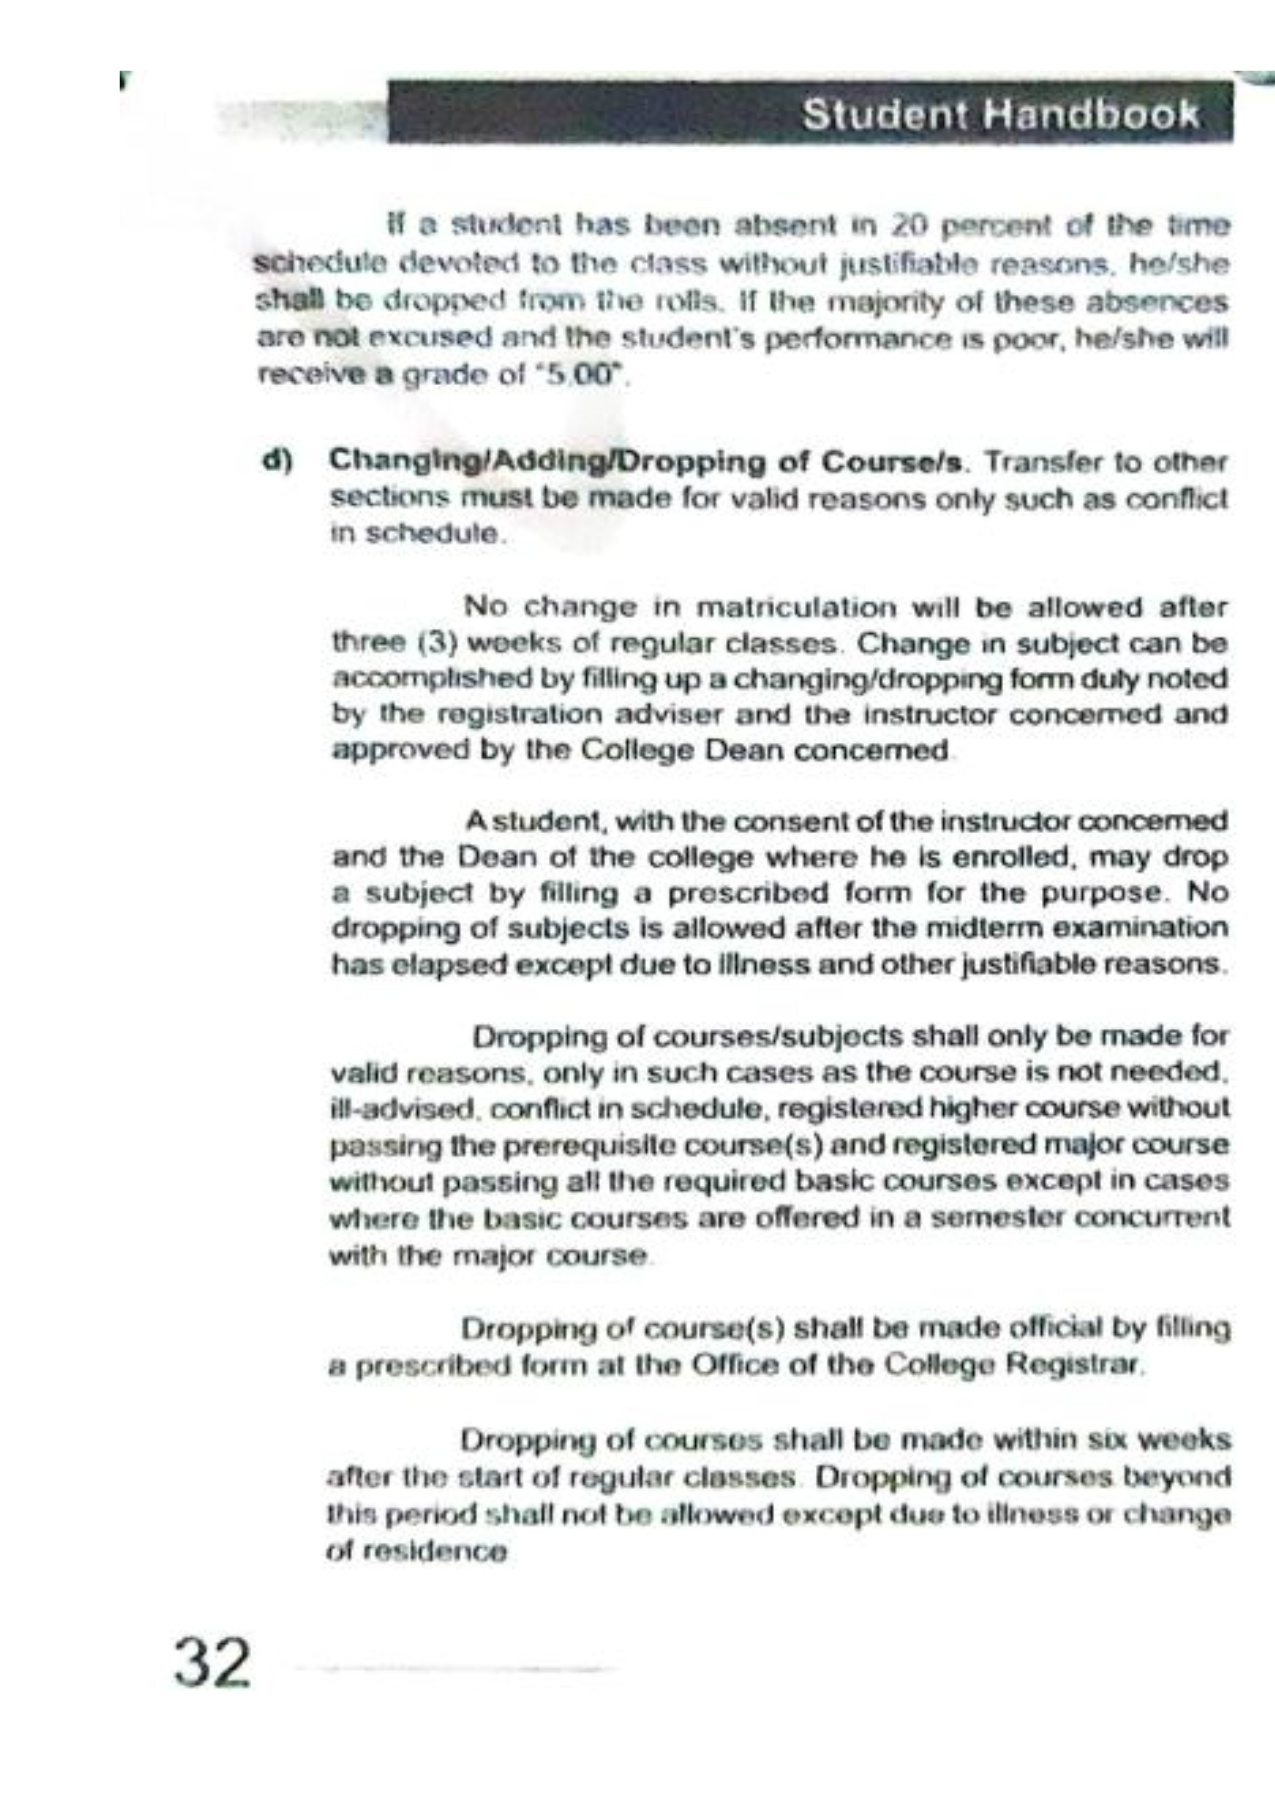 Student Handbook
If a student has been absent in 20 percent of the time
schedule devoted to the class without justifiable reasons, he/she
shall be dropped from the rolls. If the majority of these absences
are not excused and the student's performance is poor, he/she will
receive a grade of "5.00".
d) Changing/Adding/Dropping of Course/s. Transfer to other
sections must be made for valid reasons only such as conflict
in schedule.
No change in matriculation will be allowed after
three (3) weeks of regular classes. Change in subject can be
accomplished by filling up a changing/dropping form duly noted
by the registration adviser and the instructor concerned and
approved by the College Dean concerned.
A student, with the consent of the instructor concerned
and the Dean of the college where he is enrolled, may drop
a subject by filling a prescribed form for the purpose. No
dropping of subjects is allowed after the midterm examination
has elapsed except due to illness and other justifiable reasons.
Dropping of courses/subjects shall only be made for
valid reasons, only in such cases as the course is not needed,
ill-advised, conflict in schedule, registered higher course without
passing the prerequisite course(s) and registered major course
without passing all the required basic courses except in cases
where the basic courses are offered in a semester concurrent
with the major course.
Dropping of course(s) shall be made official by filling
a prescribed form at the Office of the College Registrar.
Dropping of courses shall be made within six weeks
after the start of regular classes. Dropping of courses beyond
this period shall not be allowed except due to illness or change
of residence
32